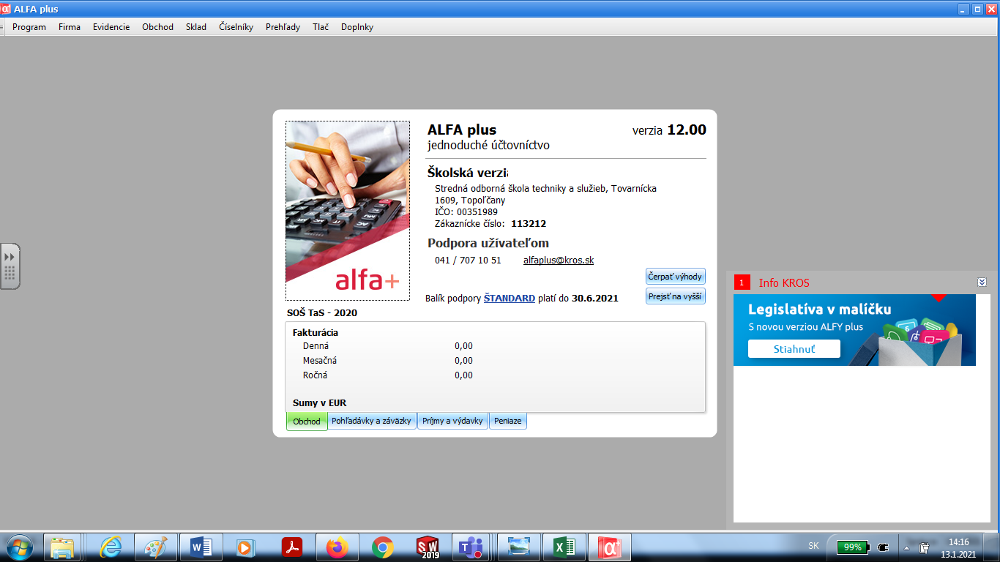 ALFA plus
Program Firma Evidencie Obchod Sklad Číselníky Prehľady Tlač Doplnky
ALFA plus
verzia 12.00
jednoduché účtovníctvo
Školská verzia
Stredná odborná škola techniky a služieb, Tovarnícka
1609, Topoľčany
IČO: 00351989
Zákaznícke číslo: 113212
Podpora užívateľom
041 / 707 10 51 alfaplus@kros.sk
alfa+
Čerpať výhody
Balík podpory ŠTANDARD platí do 30.6.2021
Prejsť na vyšší
SOŠ TaS - 2020
Fakturácia
Denná 0,00
Mesačná 0,00
Ročná 0,00
Sumy v EUR
Obchod Pohľadávky a záväzky Príjmy a výdavky Peniaze
1 Info KROS
Legislatíva v malíčku
S novou verziou ALFY plus
Stiahnuť
SW
2019
SK
99%
14:16
13.1.2021